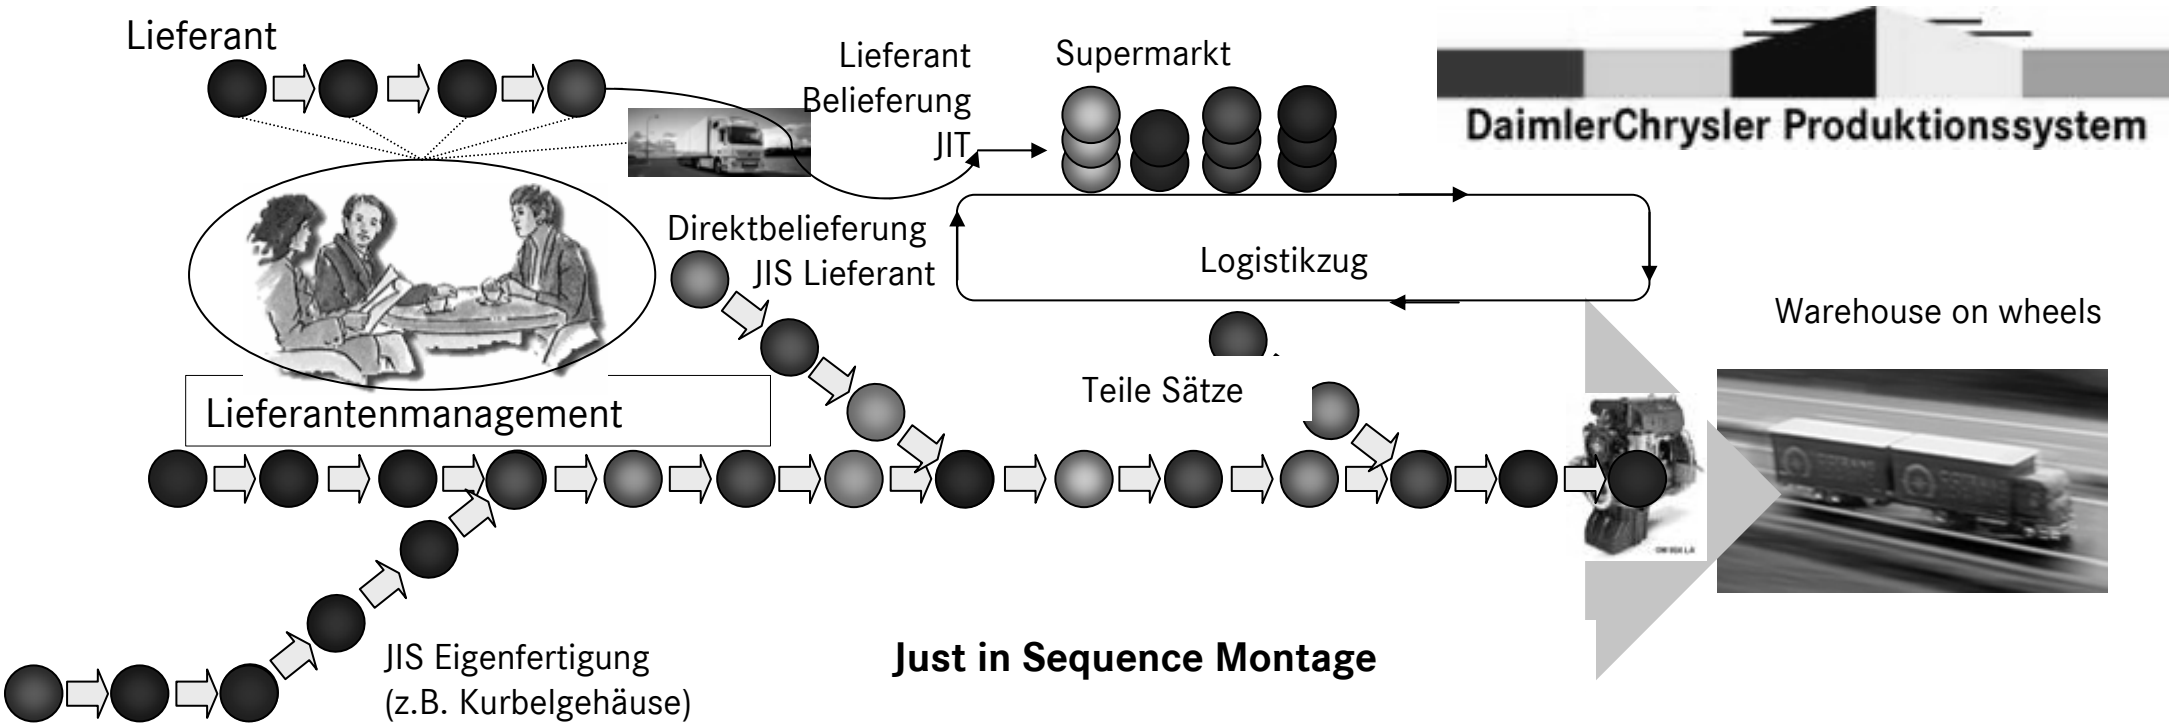 Lieferant
Lieferant
Belieferung
JIT
Supermarkt
DaimlerChrysler Produktionssystem
Direktbelieferung
JIS Lieferant
Logistikzug
Warehouse on wheels
Teile Sätze
Lieferantenmanagement
JIS Eigenfertigung
(z.B. Kurbelgehäuse)
Just in Sequence Montage